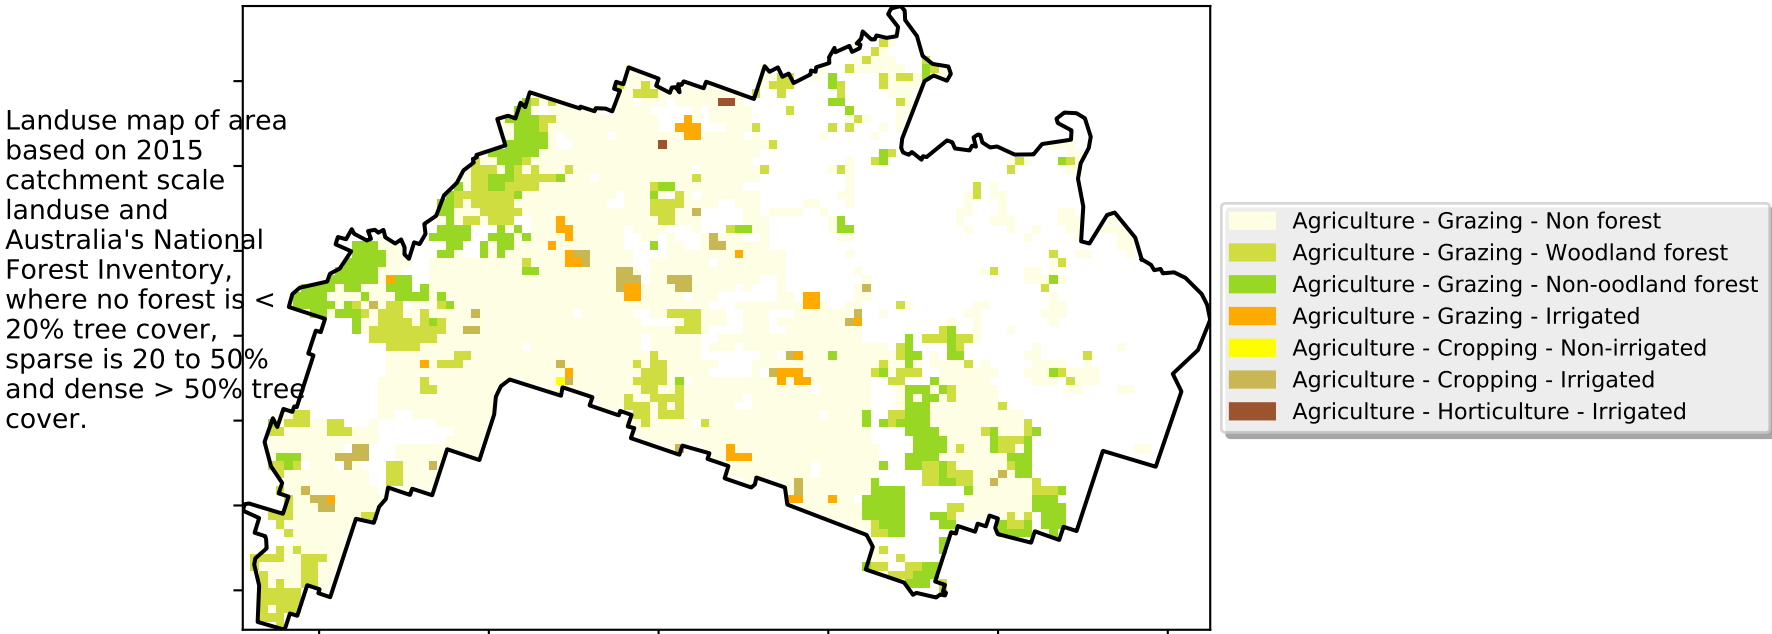 Landuse map of area
based on 2015
catchment scale
landuse and
Australia's National
Forest Inventory,
where no forest is <
20% tree cover,
sparse is 20 to 50%
and dense > 50% tree
cover.
Agriculture - Grazing - Non forest
Agriculture - Grazing - Woodland forest
Agriculture - Grazing - Non-oodland forest
Agriculture - Grazing - Irrigated
Agriculture - Cropping - Non-irrigated
Agriculture - Cropping - Irrigated
Agriculture - Horticulture - Irrigated